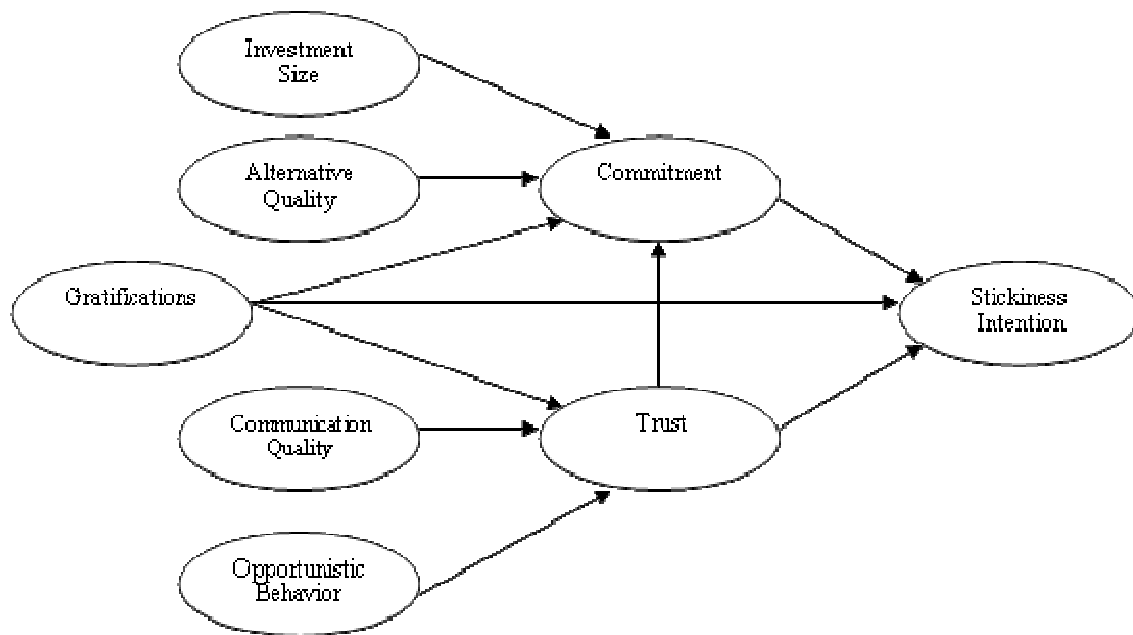 Investment
Size
Alternative
Quality
Commitment
Gratifications
Stickiness
Intention
Communication
Quality
Trust
Opportunistic
Behavior